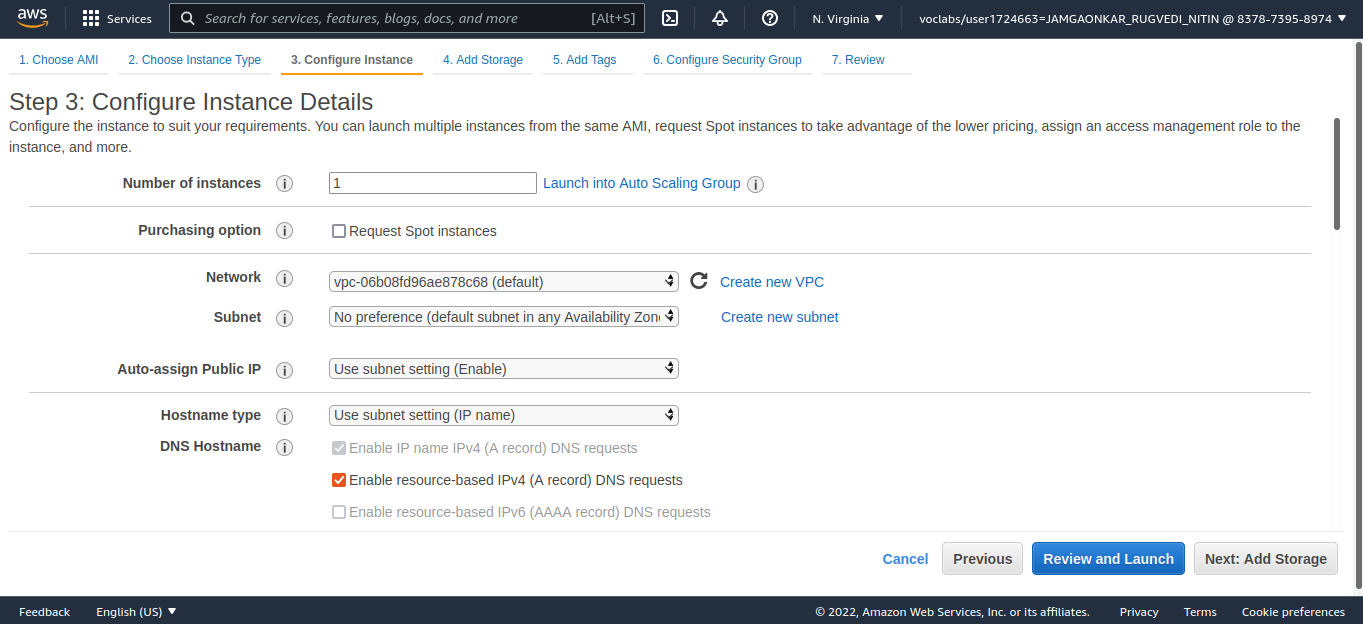 aws
Services
Search for services, features, blogs, docs, and more [Alt+S]
N. Virginia
voclabs/user1724663=JAMGAONKAR_RUGVEDI_NITIN @ 8378-7395-8974
1. Choose AMI 2. Choose Instance Type 3. Configure Instance 4. Add Storage 5. Add Tags 6. Configure Security Group 7. Review
Step 3: Configure Instance Details
Configure the instance to suit your requirements. You can launch multiple instances from the same AMI, request Spot instances to take advantage of the lower pricing, assign an access management role to the
instance, and more.
Number of instances 1 Launch into Auto Scaling Group
Purchasing option Request Spot instances
Network vpc-06b08fd96ae878c68 (default) Create new VPC
Subnet No preference (default subnet in any Availability Zone Create new subnet
Auto-assign Public IP Use subnet setting (Enable)
Hostname type Use subnet setting (IP name)
DNS Hostname Enable IP name IPv4 (A record) DNS requests
Enable resource-based IPv4 (A record) DNS requests
Enable resource-based IPv6 (AAAA record) DNS requests
Cancel Previous Review and Launch Next: Add Storage
Feedback English (US) © 2022, Amazon Web Services, Inc. or its affiliates. Privacy Terms Cookie preferences